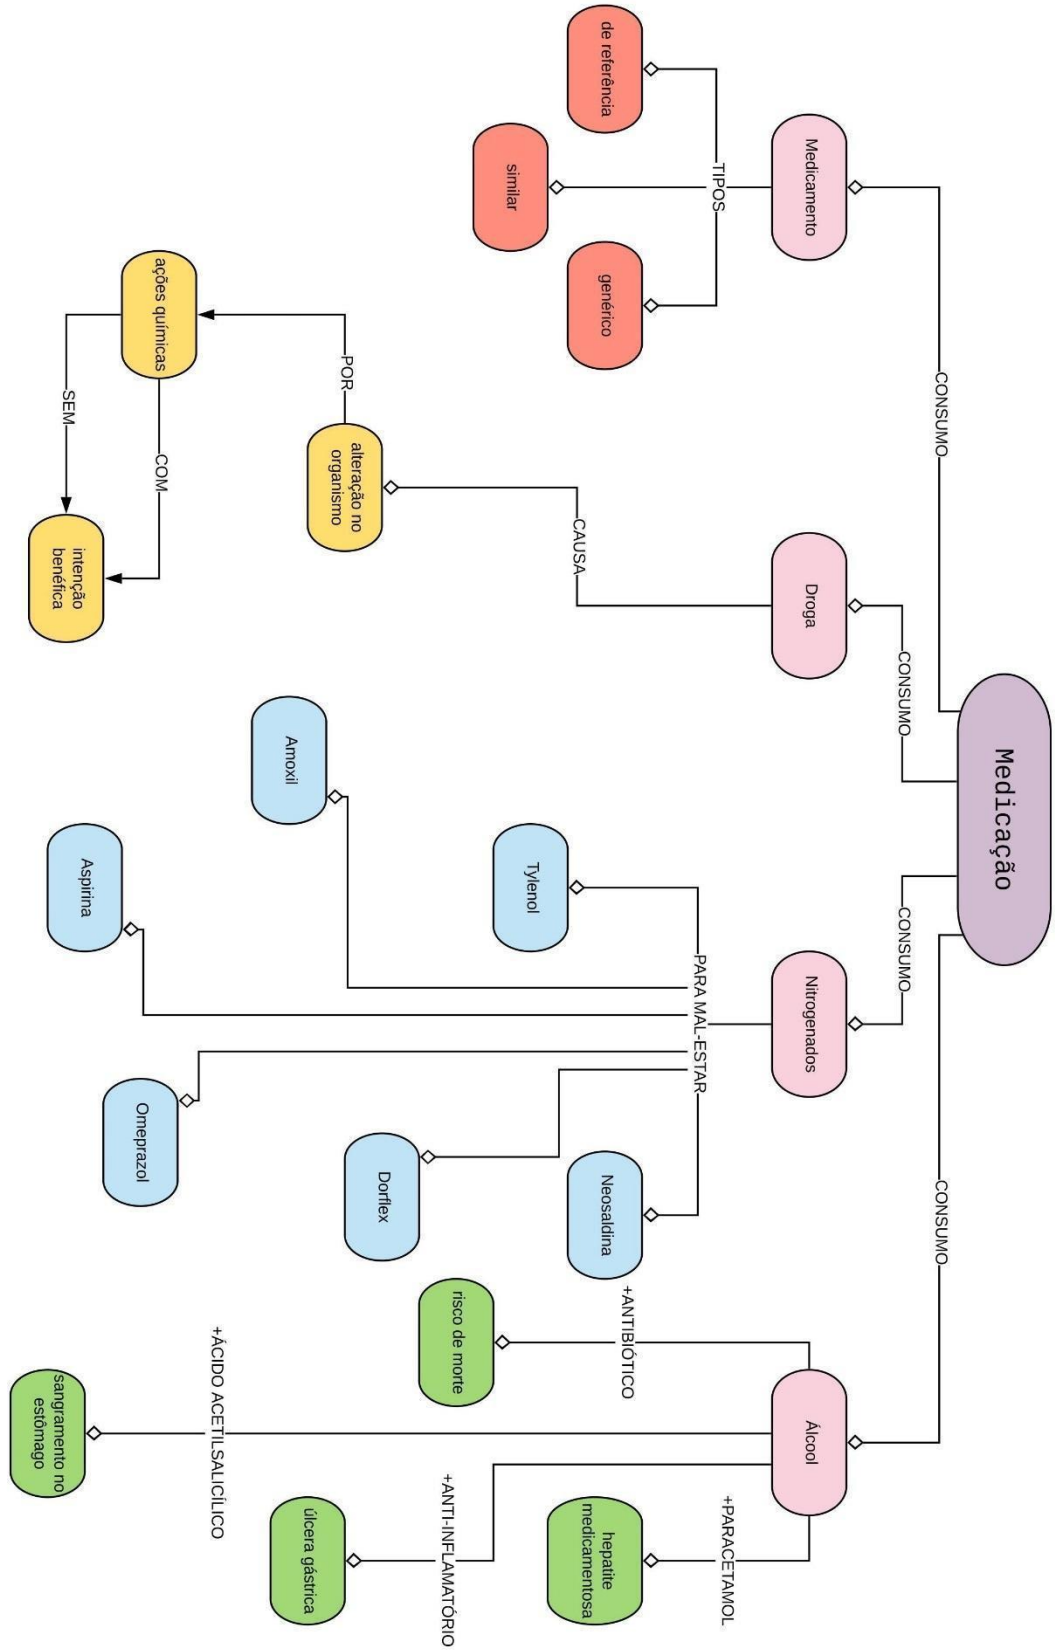 Medicação
CONSUMO
CONSUMO
CONSUMO
CONSUMO
Medicamento
Droga
Nitrogenados
Álcool
TIPOS
de referência
similar
genérico
CAUSA
alteração no
organismo
POR
ações químicas
SEM
COM
intenção
benéfica
PARA MAL-ESTAR
Tylenol
Amoxil
Aspirina
Omeprazol
Dorflex
Neosaldina
+ANTIBIÓTICO
risco de morte
+ÁCIDO ACETILSALICÍLICO
sangramento no
estômago
+ANTI-INFLAMATÓRIO
úlcera gástrica
+PARACETAMOL
hepatite
medicamentosa